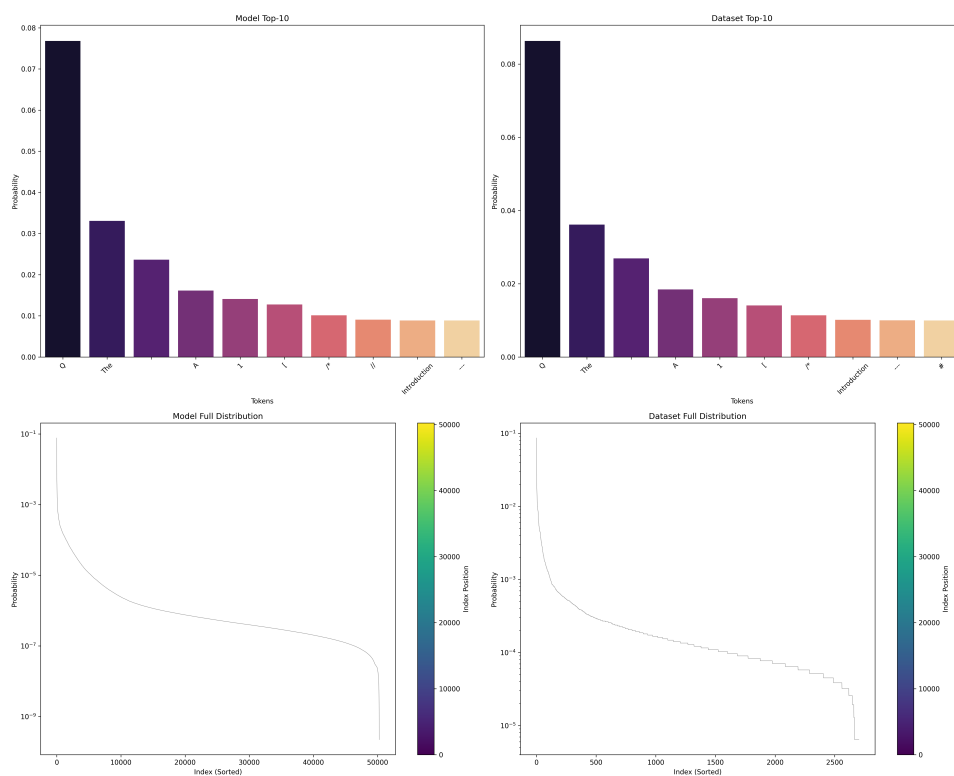 Model Top-10
Probability
0.08
0.07
0.06
0.05
0.04
0.03
0.02
0.01
0.00
Q
The
A
1
[
/*
//
Introduction
---
Tokens
Dataset Top-10
Probability
0.08
0.06
0.04
0.02
0.00
Q
The
A
1
[
/*
Introduction
---
#
Tokens
Model Full Distribution
Probability
10⁻¹
10⁻³
10⁻⁵
10⁻⁷
10⁻⁹
0
10000
20000
30000
40000
50000
Index (Sorted)
50000
40000
30000
20000
10000
0
Index Position
Dataset Full Distribution
Probability
10⁻¹
10⁻²
10⁻³
10⁻⁴
10⁻⁵
0
500
1000
1500
2000
2500
Index (Sorted)
50000
40000
30000
20000
10000
0
Index Position